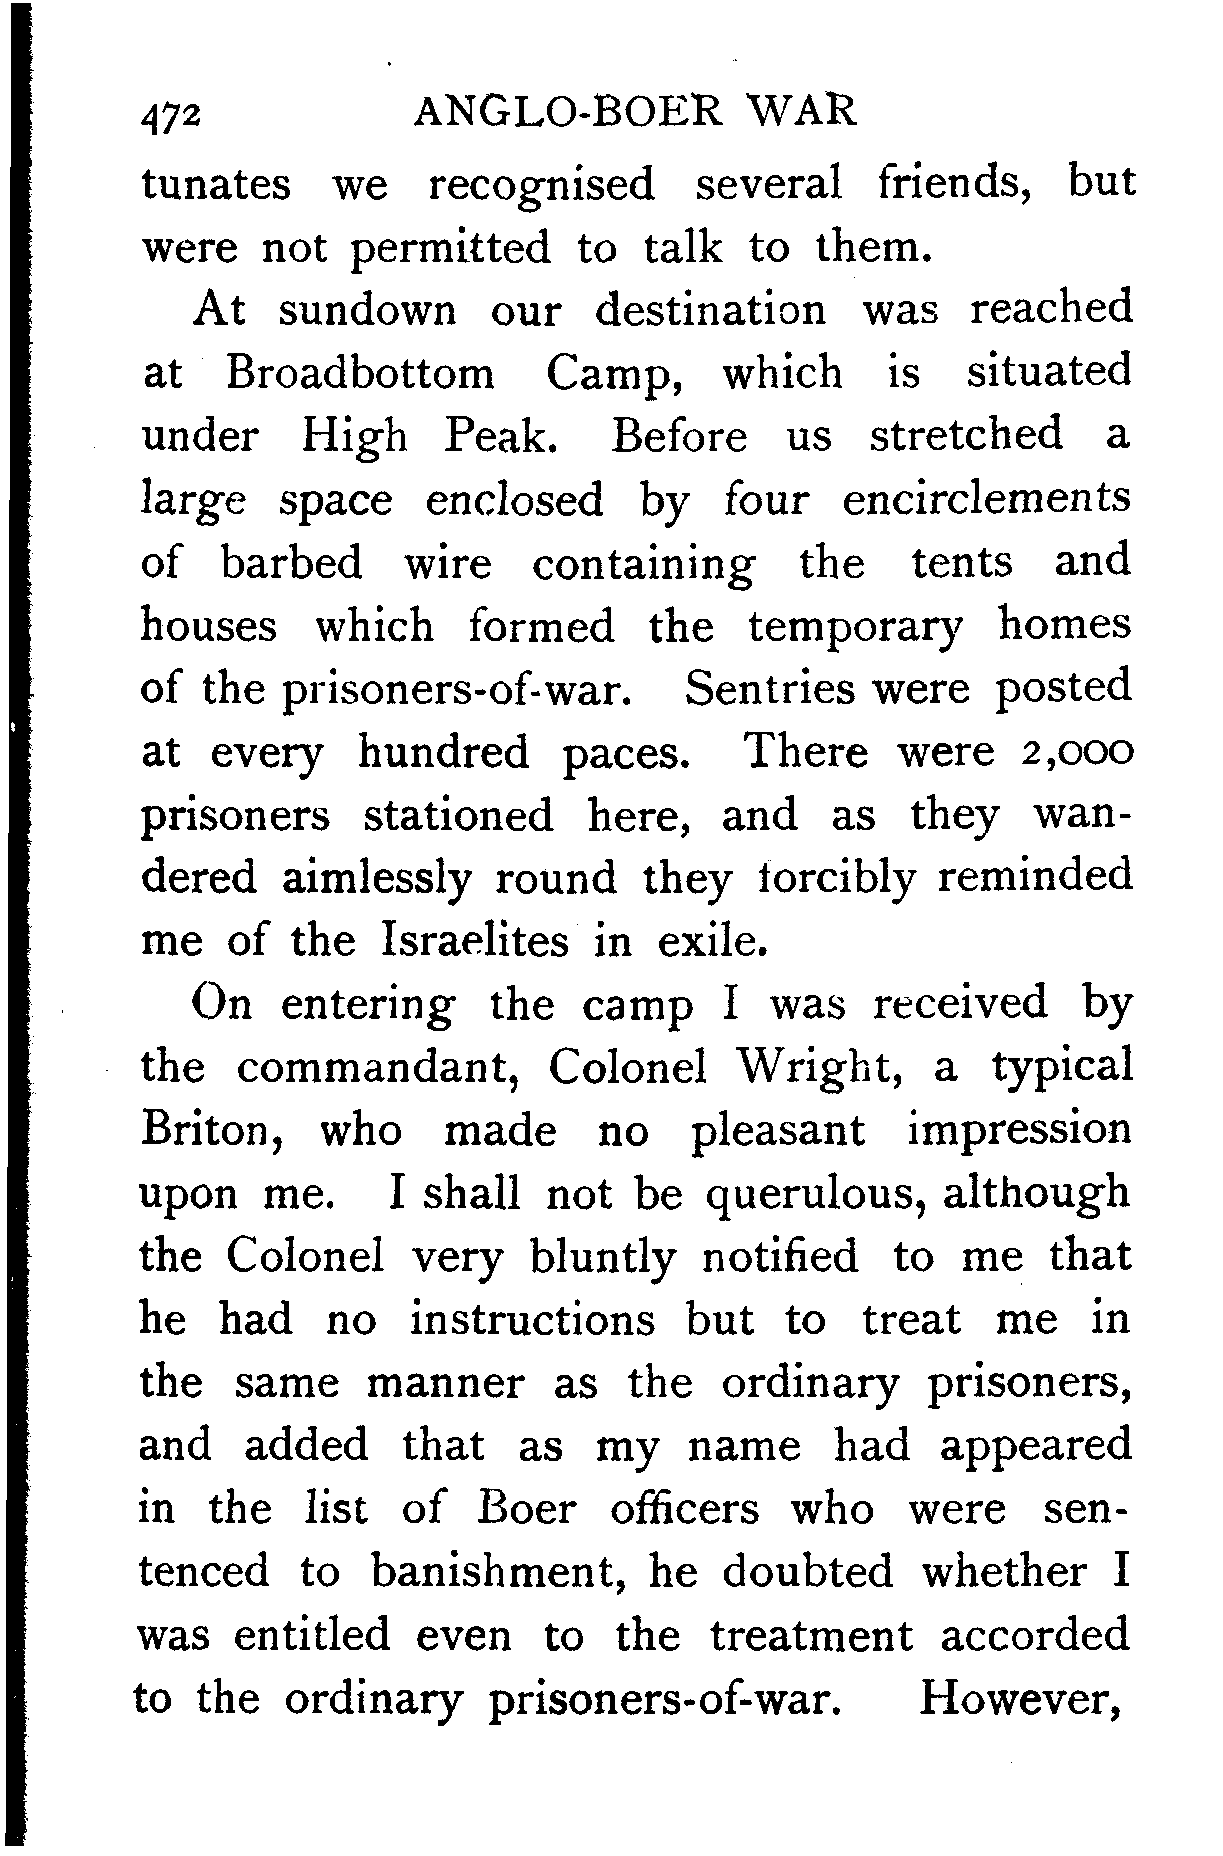 472 ANGLO-BOER WAR
tunates we recognised several friends, but
were not permitted to talk to them.
At sundown our destination was reached
at Broadbottom Camp, which is situated
under High Peak. Before us stretched a
large space enclosed by four encirclements
of barbed wire containing the tents and
houses which formed the temporary homes
of the prisoners-of-war. Sentries were posted
at every hundred paces. There were 2,000
prisoners stationed here, and as they wan-
dered aimlessly round they forcibly reminded
me of the Israelites in exile.
On entering the camp I was received by
the commandant, Colonel Wright, a typical
Briton, who made no pleasant impression
upon me. I shall not be querulous, although
the Colonel very bluntly notified to me that
he had no instructions but to treat me in
the same manner as the ordinary prisoners,
and added that as my name had appeared
in the list of Boer officers who were sen-
tenced to banishment, he doubted whether I
was entitled even to the treatment accorded
to the ordinary prisoners-of-war. However,